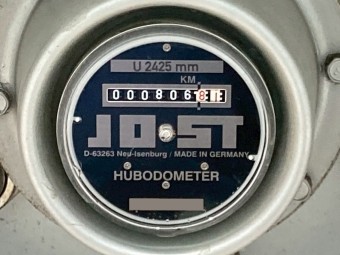 U 2425 mm
KM
000806
JOST
D-63263 Neu-Isenburg / MADE IN GERMANY
HUBODOMETER